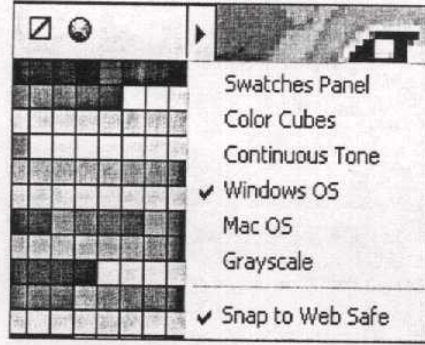 Swatches Panel
Color Cubes
Continuous Tone
Windows OS
Mac OS
Grayscale
Snap to Web Safe